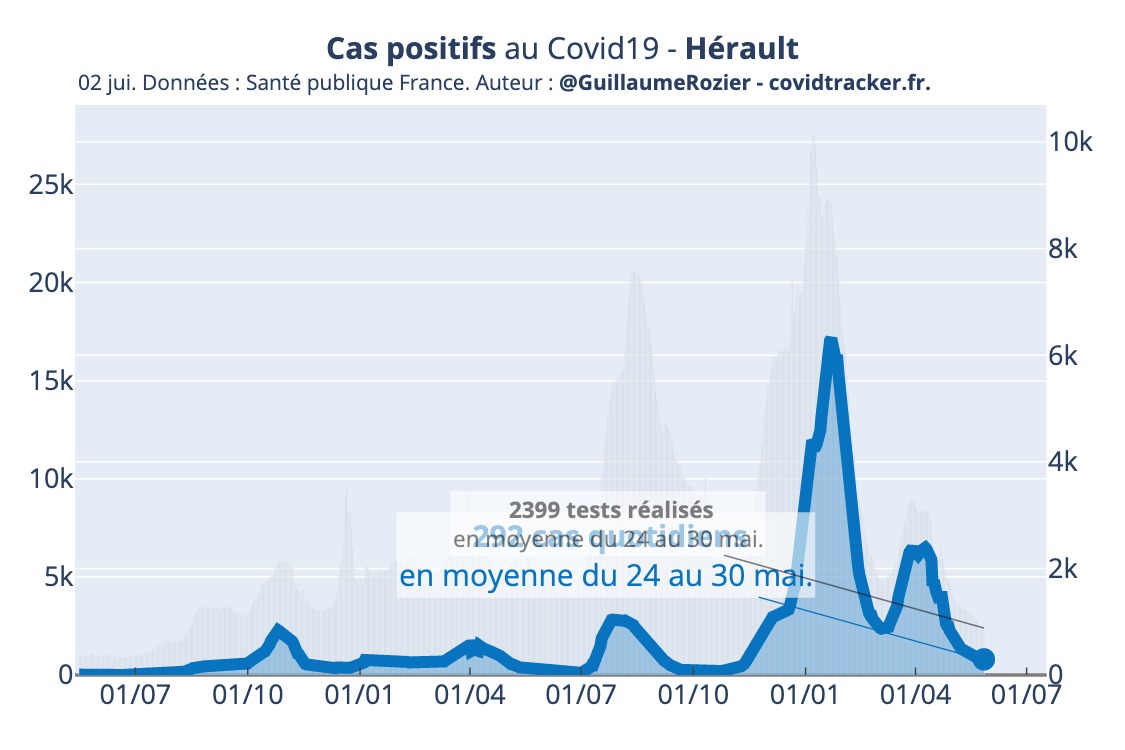 Cas positifs au Covid19 - Hérault
02 jui. Données : Santé publique France. Auteur : @GuillaumeRozier - covidtracker.fr.
10k
25k
8k
20k
6k
15k
4k
10k
2399 tests réalisés
292 cas quotidiens
en moyenne du 24 au 30 mai.
en moyenne du 24 au 30 mai.
5k
2k
0
0
01/07
01/10
01/01
01/04
01/07
01/10
01/01
01/04
01/07